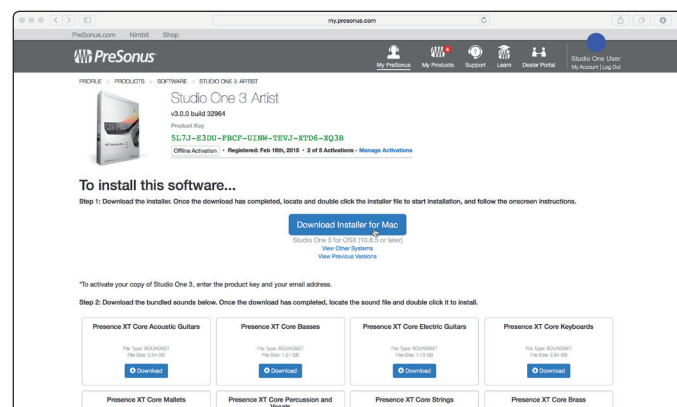 my.presonus.com
PreSonus.com Nimbit Shop
PreSonus
4
My PreSonus My Products Support Learn Dealer Portal
Studio One User
My Account | Log Out
PROFILE PRODUCTS SOFTWARE STUDIO ONE 3 ARTIST
Studio One 3 Artist
v3.0.0 build 32964
Product Key
5L7J-E3DU-FBCF-UINW-TEVJ-XTD6-XQ3B
Offline Activation • Registered: Feb 16th, 2015 • 2 of 5 Activations - Manage Activations
To install this software...
Step 1: Download the installer. Once the download has completed, locate and double click the installer file to start installation, and follow the onscreen instructions.
Download Installer for Mac
Studio One 3 for OSX (10.8.5 or later)
View Other Systems
View Previous Versions
*To activate your copy of Studio One 3, enter the product key and your email address.
Step 2: Download the bundled sounds below. Once the download has completed, locate the sound file and double click it to install.
Presence XT Core Acoustic Guitars Presence XT Core Basses Presence XT Core Electric Guitars Presence XT Core Keyboards
File Type: SOUNDSET File Type: SOUNDSET File Type: SOUNDSET File Type: SOUNDSET
File Size: 2.04 GB File Size: 1.01 GB File Size: 1.13 GB File Size: 2.64 GB
Download Download Download Download
Presence XT Core Mallets Presence XT Core Percussion and Presence XT Core Strings Presence XT Core Brass
Vocals